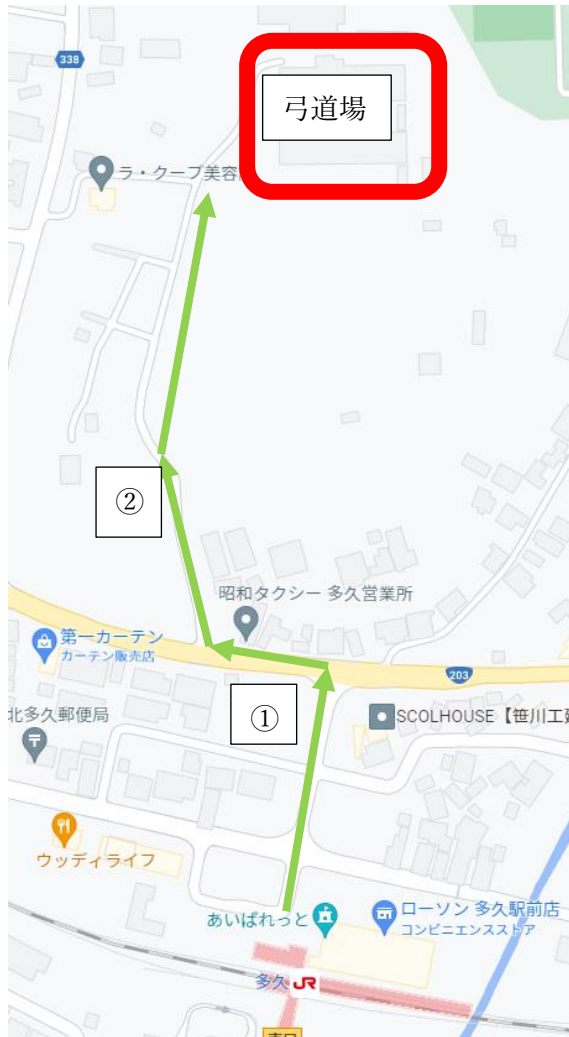 338
弓道場
ラ・クープ美容
②
昭和タクシー 多久営業所
第一カーテン
カーテン販売店
203
①
北多久郵便局
SCOLHOUSE【笹川工建
ウッディライフ
あいぱれっと
ローソン 多久駅前店
コンビニエンスストア
多久 JR